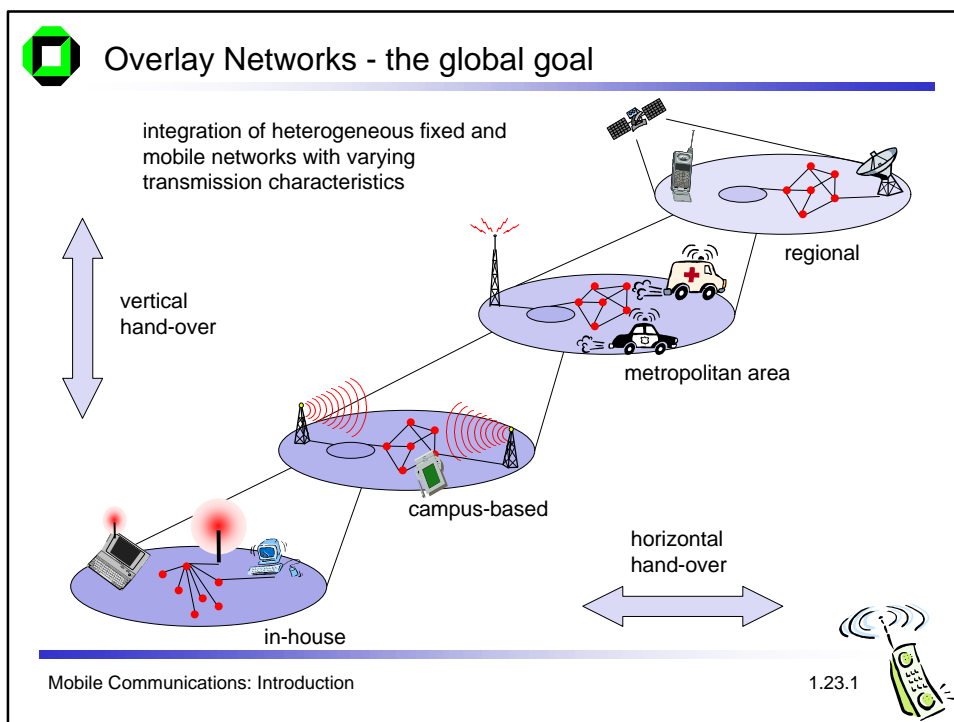 Overlay Networks - the global goal
integration of heterogeneous fixed and
mobile networks with varying
transmission characteristics
regional
vertical
hand-over
metropolitan area
campus-based
horizontal
hand-over
in-house
Mobile Communications: Introduction
1.23.1